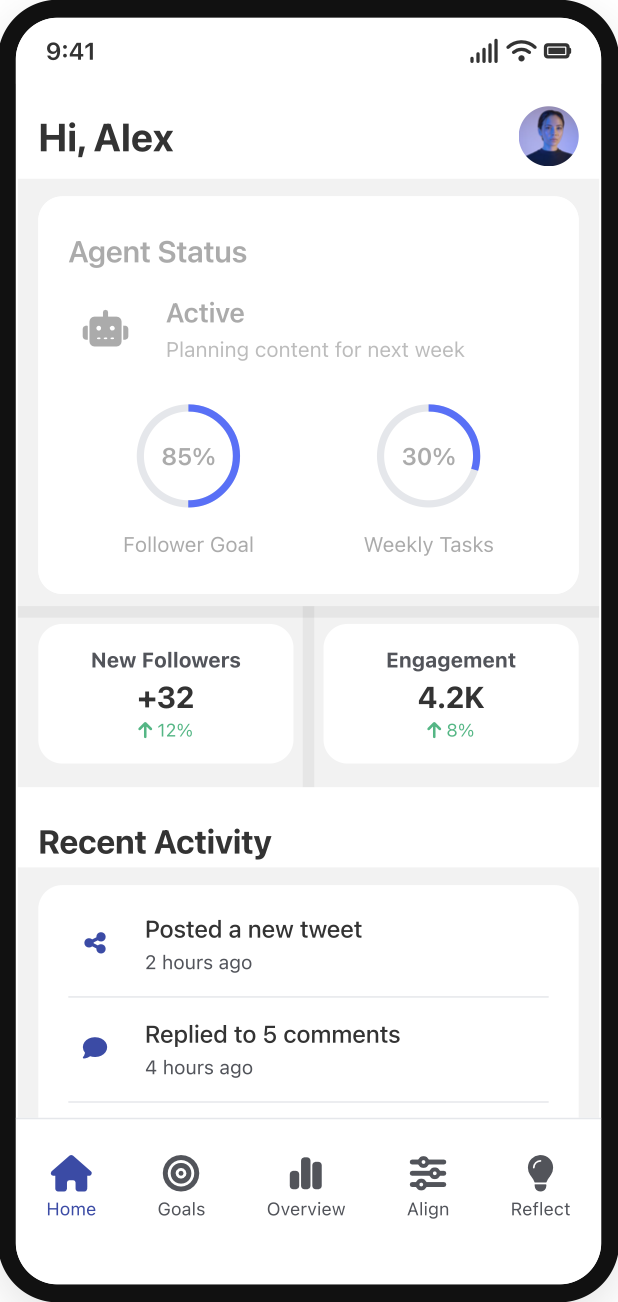 9:41
Hi, Alex
Agent Status
Active
Planning content for next week
85%
30%
Follower Goal
Weekly Tasks
New Followers
+32
12%
Engagement
4.2K
8%
Recent Activity
Posted a new tweet
2 hours ago
Replied to 5 comments
4 hours ago
Home
Goals
Overview
Align
Reflect